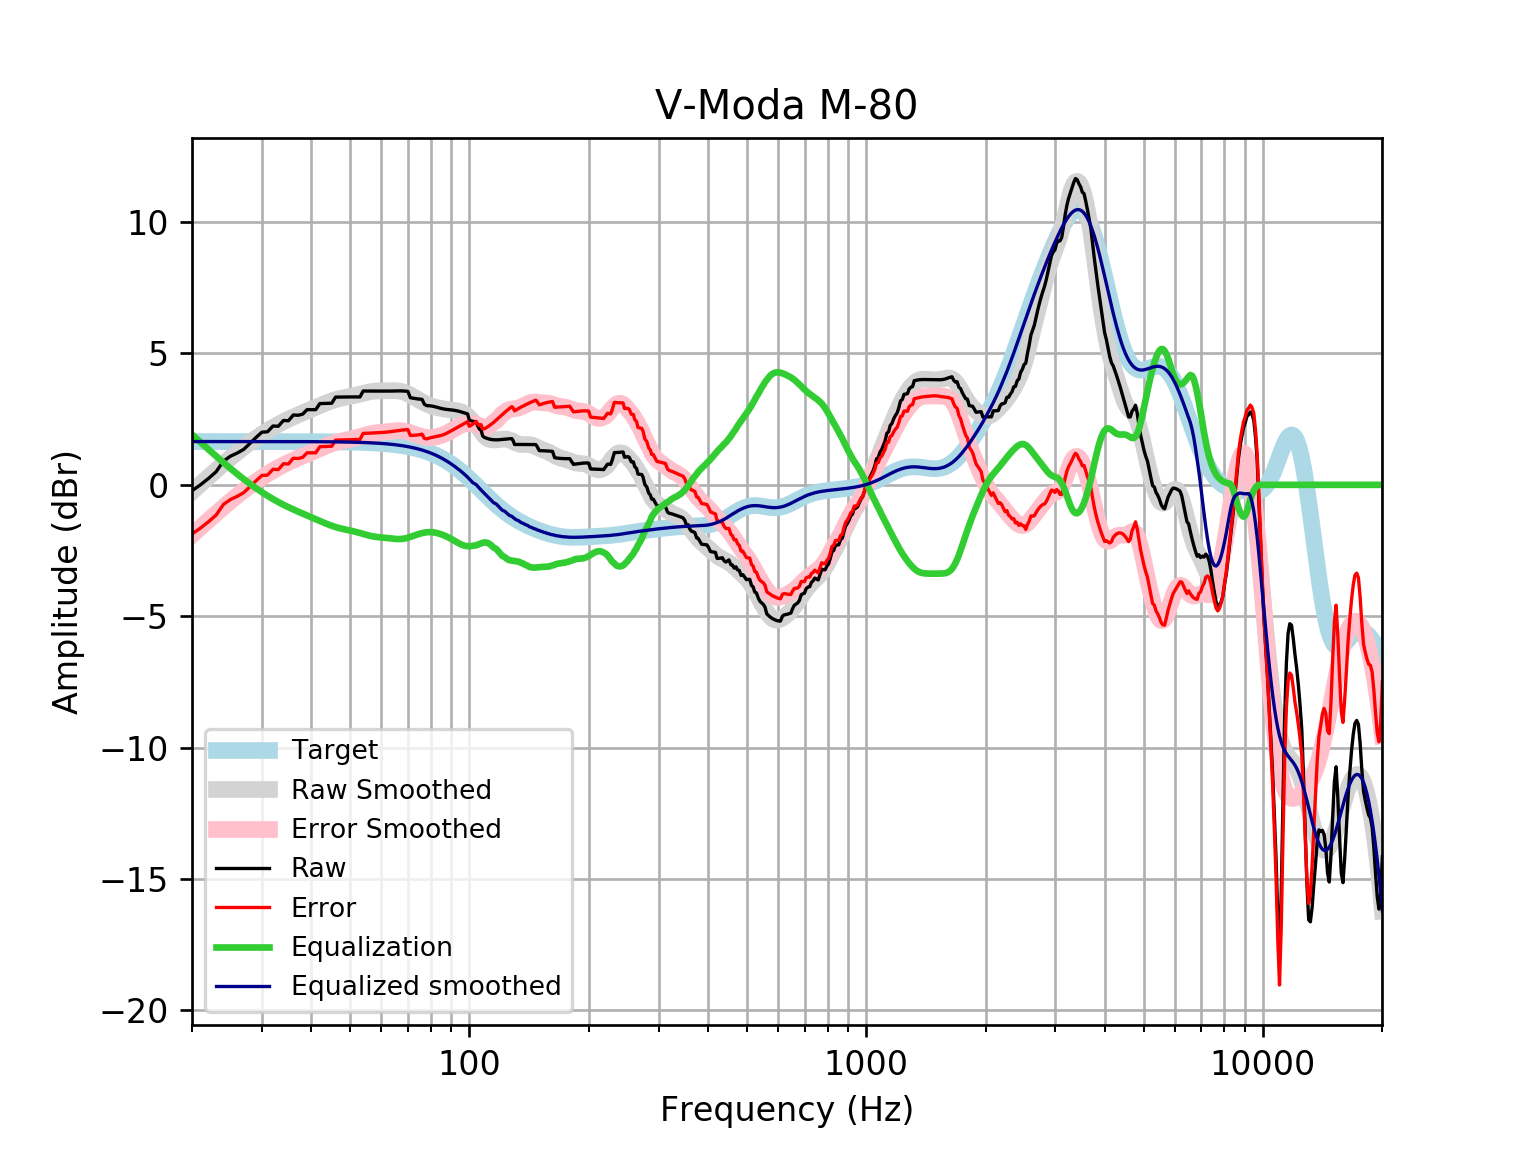 V-Moda M-80
Amplitude (dBr)
10
5
0
−5
−10
−15
−20
Target
Raw Smoothed
Error Smoothed
Raw
Error
Equalization
Equalized smoothed
100
1000
10000
Frequency (Hz)